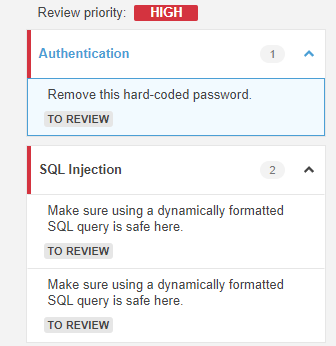 Review priority: HIGH
Authentication 1
Remove this hard-coded password.
TO REVIEW
SQL Injection 2
Make sure using a dynamically formatted
SQL query is safe here.
TO REVIEW
Make sure using a dynamically formatted
SQL query is safe here.
TO REVIEW